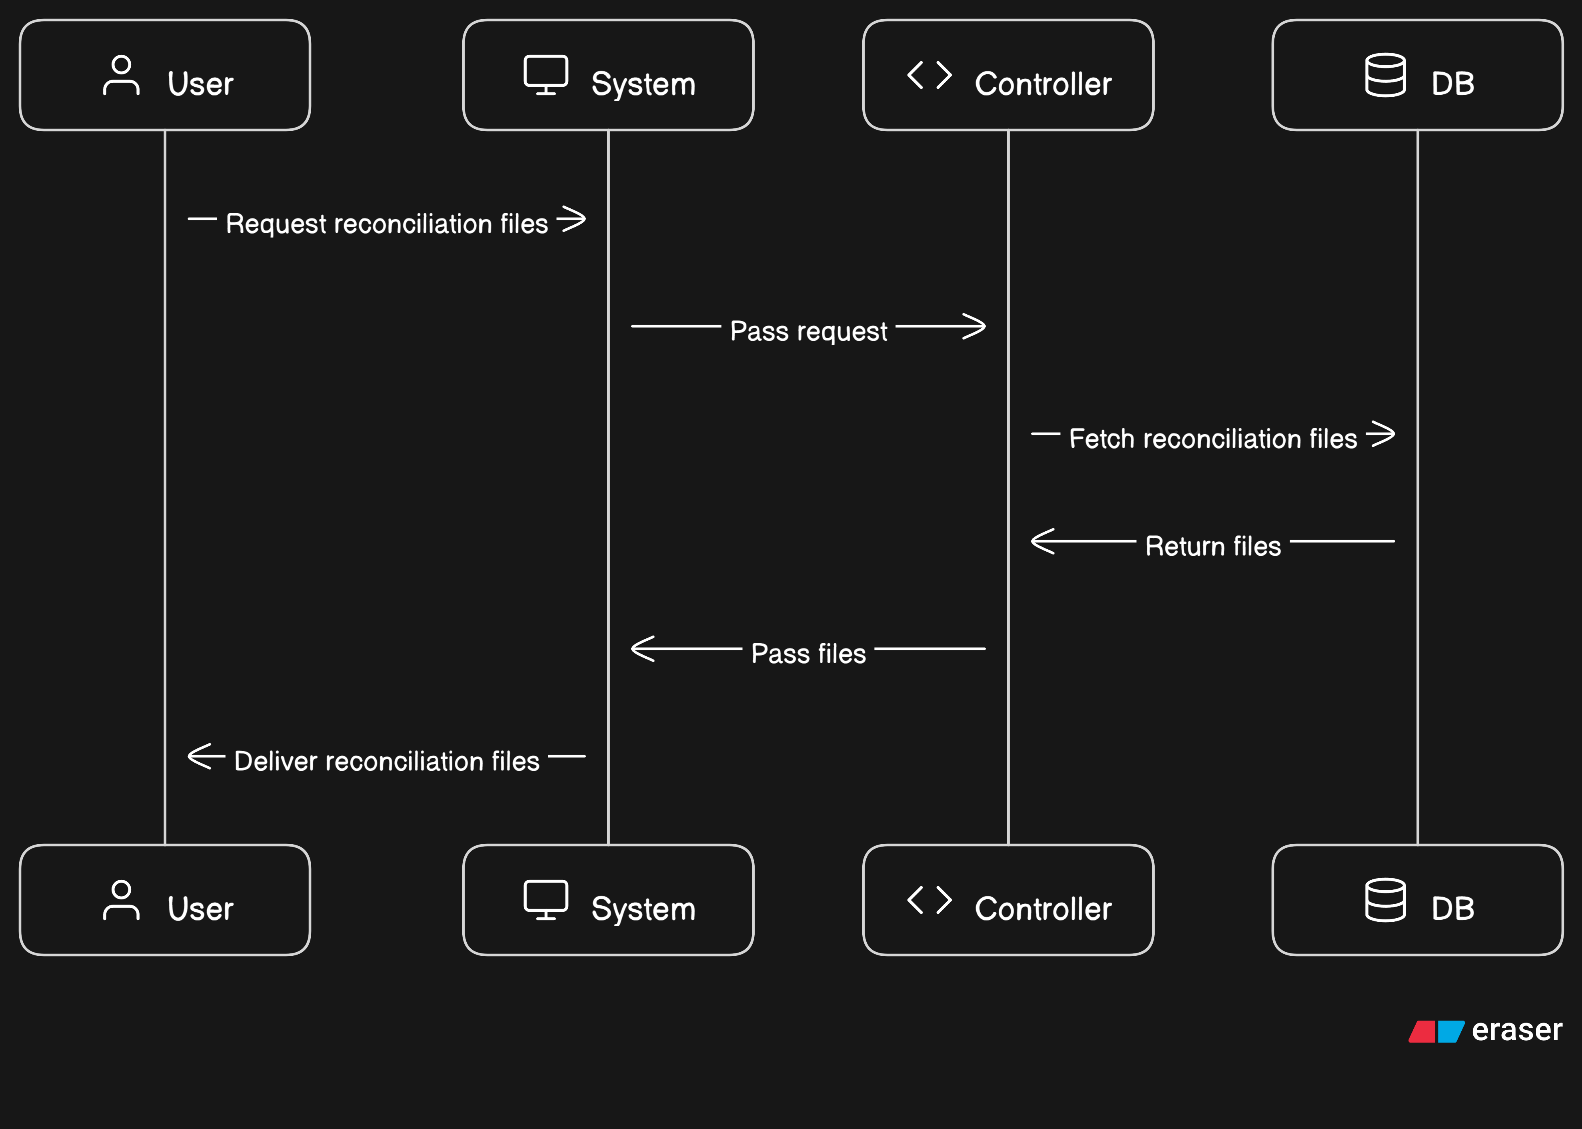 User
System
Controller
DB
Request reconciliation files
Pass request
Fetch reconciliation files
Return files
Pass files
Deliver reconciliation files
User
System
Controller
DB
eraser